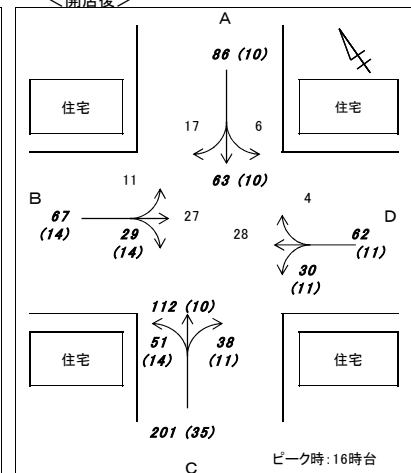 ＜開店後＞
A
86 (10)
住宅
住宅
17
6
63 (10)
11
4
B
D
67
(14)
29
(14)
27
28
62
(11)
30
(11)
112 (10)
51
(14)
38
(11)
住宅
住宅
201 (35)
ピーク時：16時台
C